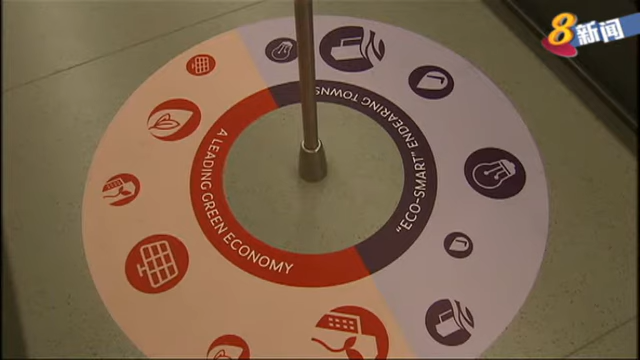 8新闻
"ECO-SMART" ENDEARING TOWNS
A LEADING GREEN ECONOMY